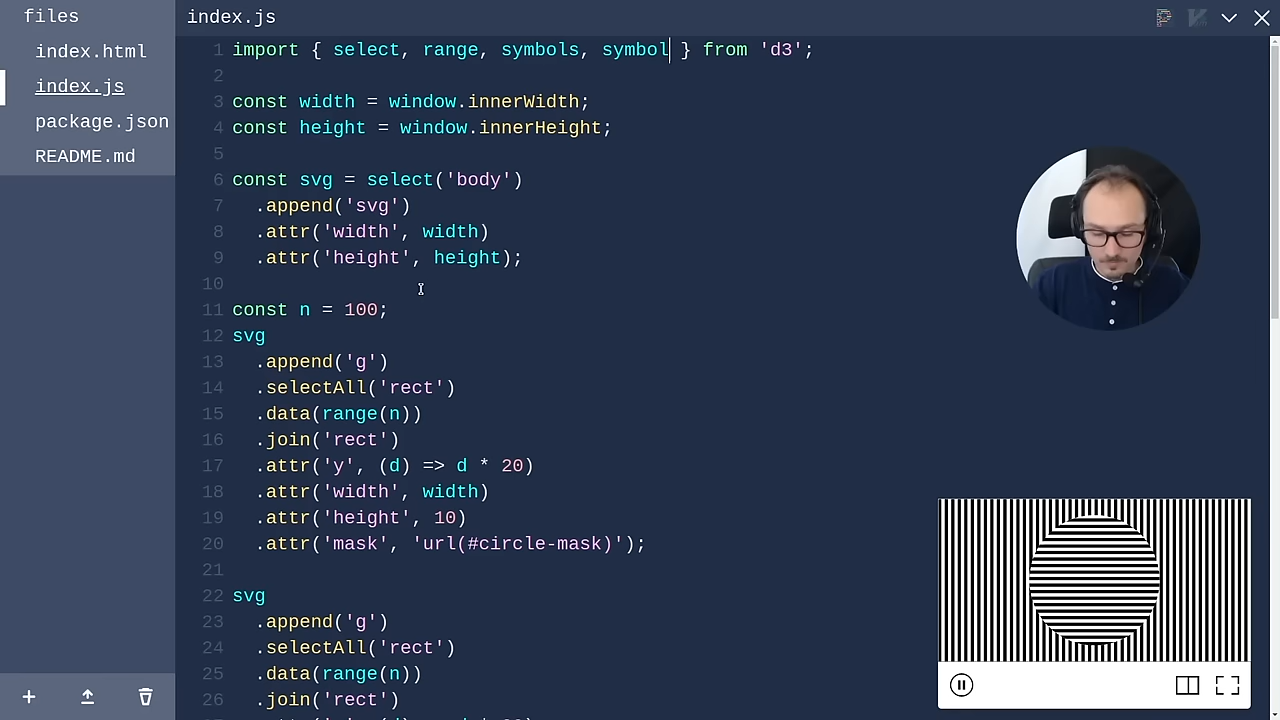 files
index.html
index.js
package.json
README.md
index.js
1 import { select, range, symbols, symbol } from 'd3';
2
3 const width = window.innerWidth;
4 const height = window.innerHeight;
5
6 const svg = select('body')
7   .append('svg')
8   .attr('width', width)
9   .attr('height', height);
10
11 const n = 100;
12 svg
13   .append('g')
14   .selectAll('rect')
15   .data(range(n))
16   .join('rect')
17   .attr('y', (d) => d * 20)
18   .attr('width', width)
19   .attr('height', 10)
20   .attr('mask', 'url(#circle-mask)');
21
22 svg
23   .append('g')
24   .selectAll('rect')
25   .data(range(n))
26   .join('rect')